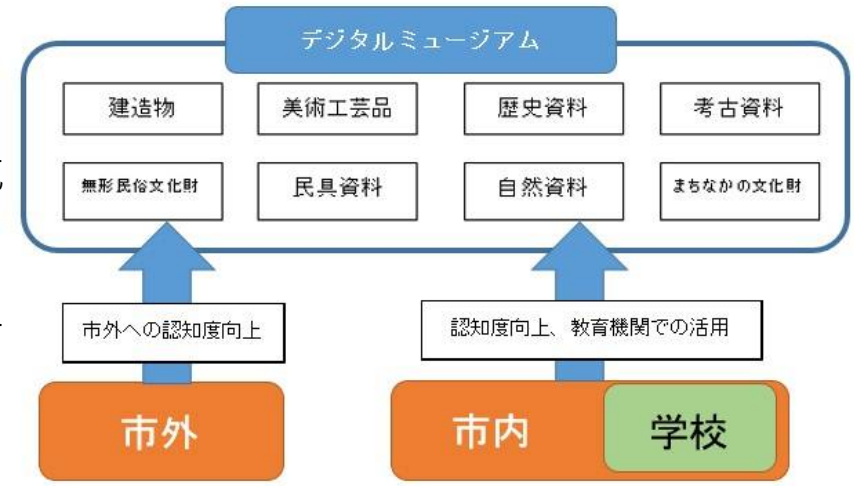 デジタルミュージアム
建造物
美術工芸品
歴史資料
考古資料
無形民俗文化財
民具資料
自然資料
まちなかの文化財
市外への認知度向上
認知度向上、教育機関での活用
市外
市内
学校